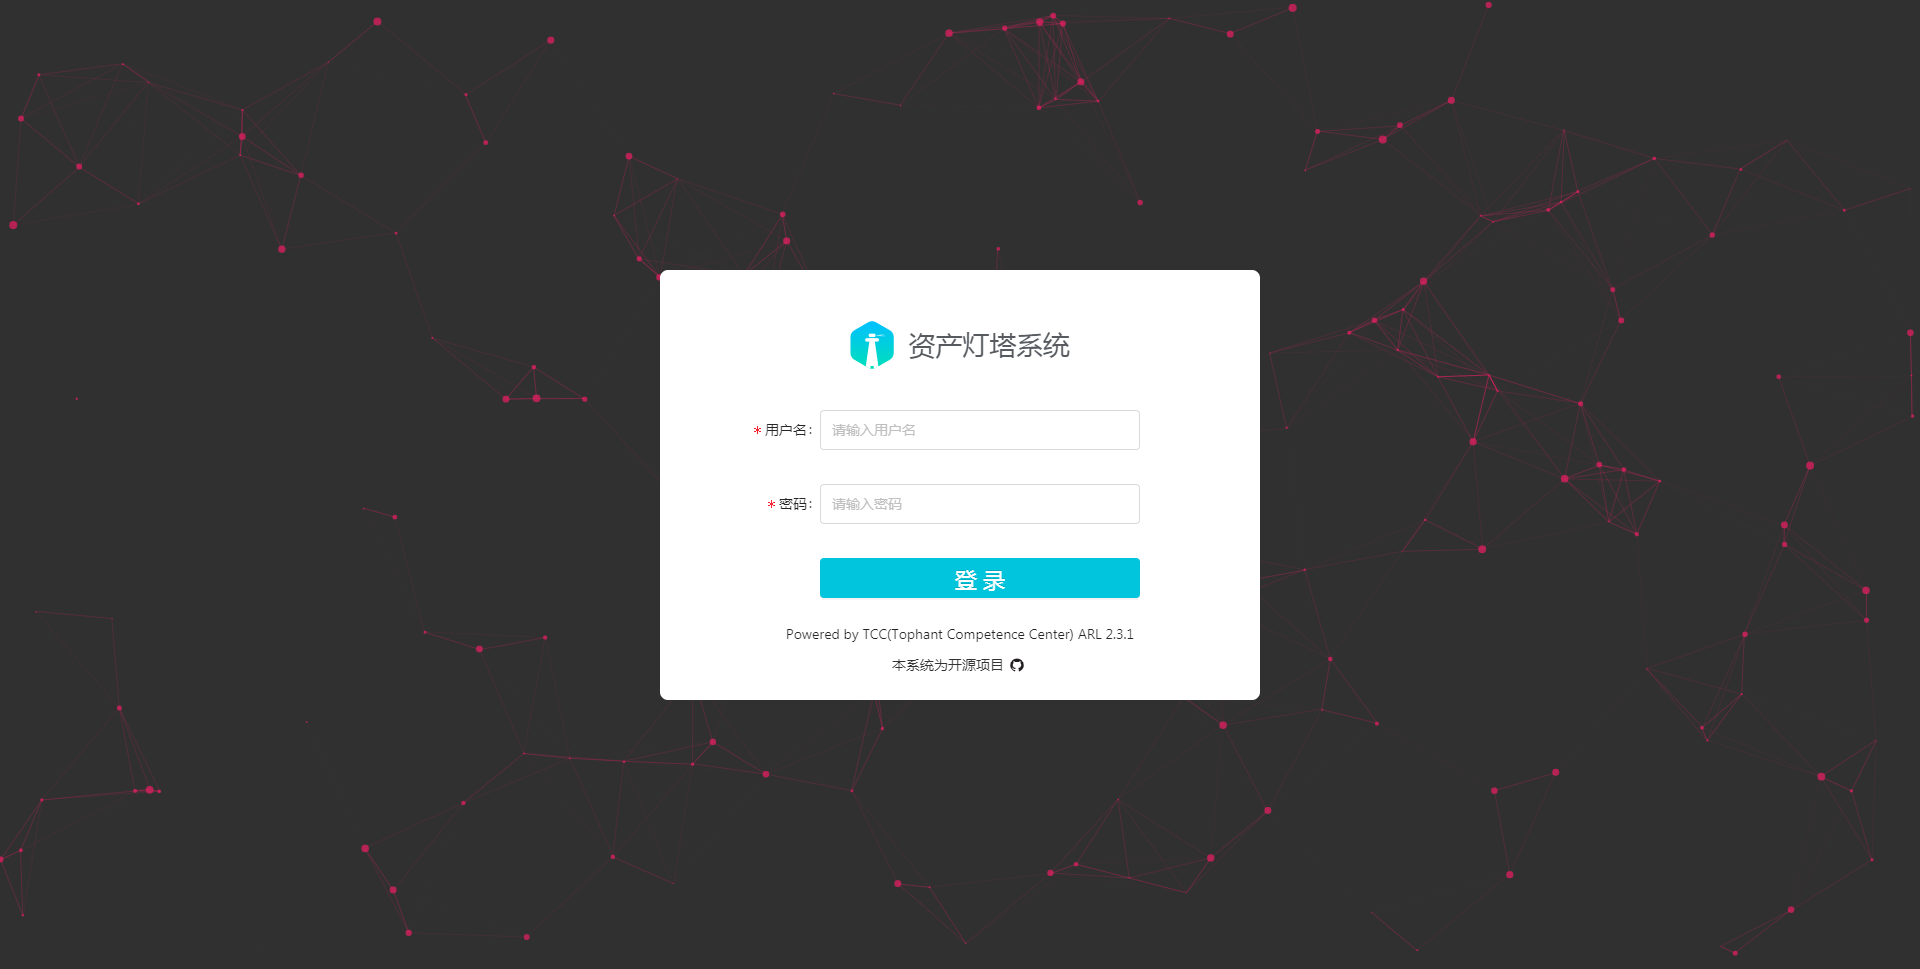 资产灯塔系统
* 用户名:
请输入用户名
* 密码:
请输入密码
登 录
Powered by TCC(Tophant Competence Center) ARL 2.3.1
本系统为开源项目